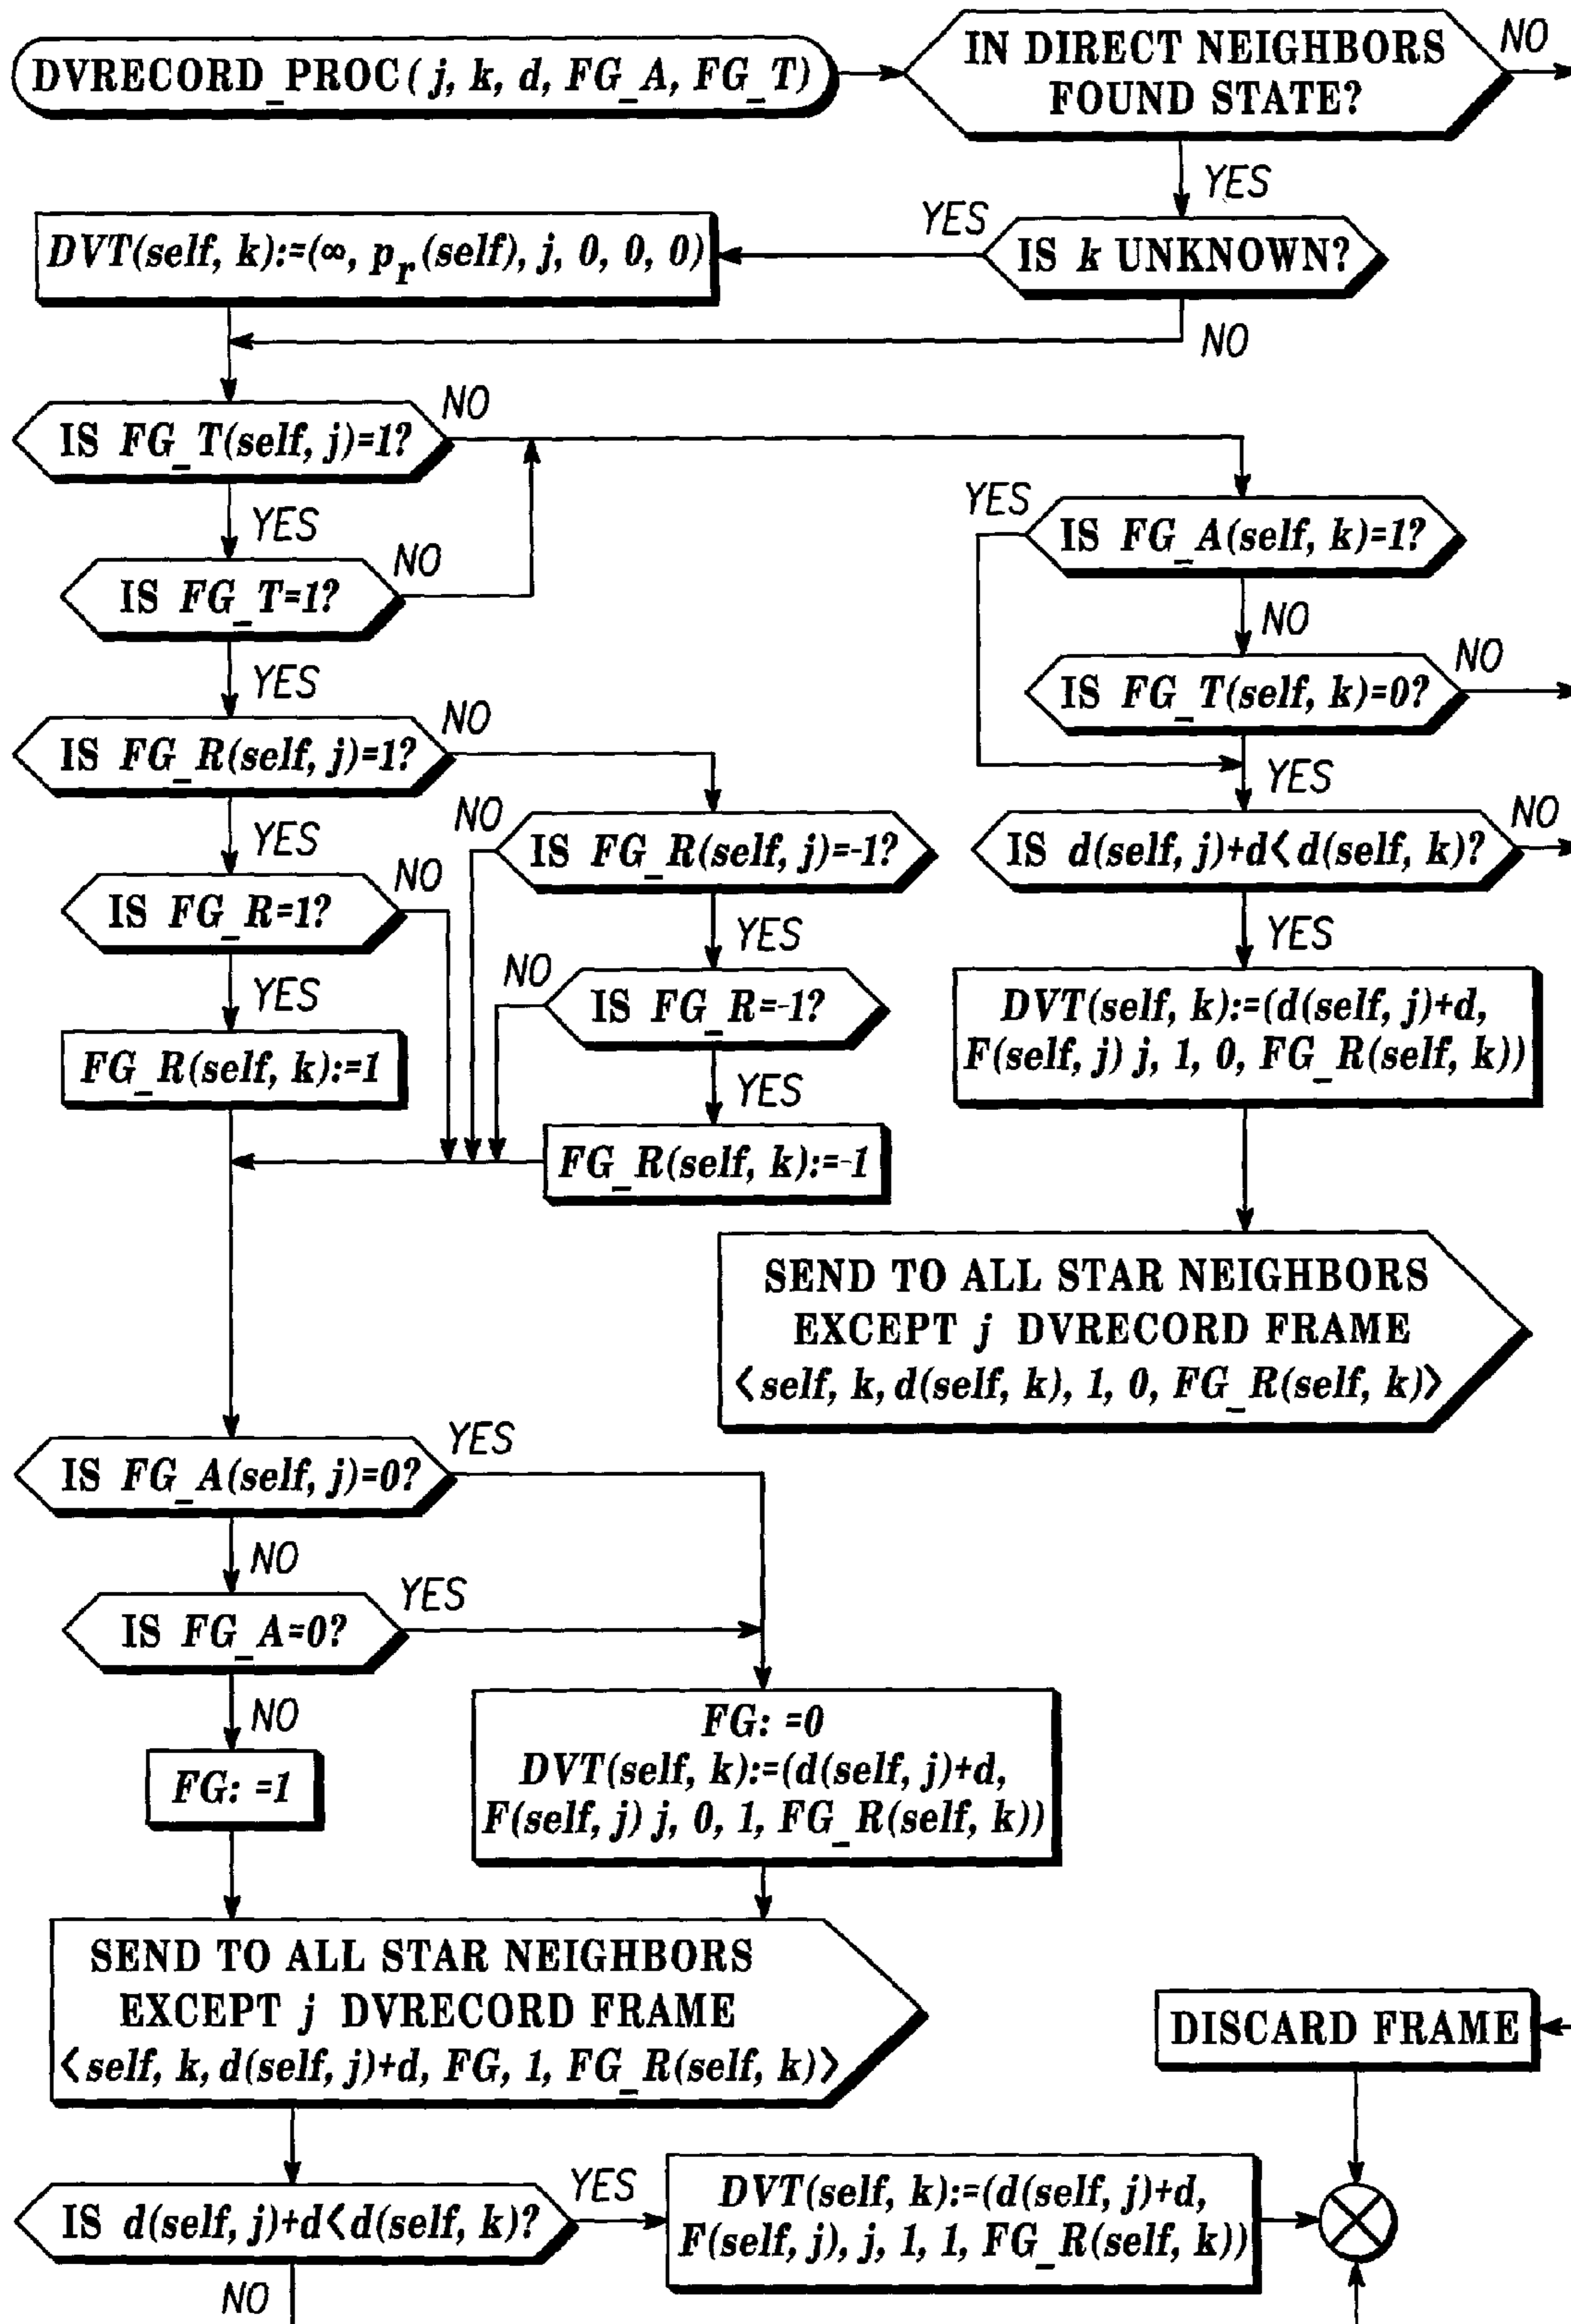 DVRECORD_PROC( j, k, d, FG_A, FG_T)
IN DIRECT NEIGHBORS
FOUND STATE?
NO
YES
YES
DVT(self, k):=(∞, p_r(self), j, 0, 0, 0)
IS k UNKNOWN?
NO
IS FG_T(self, j)=1?
NO
YES
YES
IS FG_A(self, k)=1?
IS FG_T=1?
NO
NO
YES
IS FG_T(self, k)=0?
NO
IS FG_R(self, j)=1?
NO
YES
YES
NO
IS FG_R(self, j)=-1?
IS d(self, j)+d<d(self, k)?
NO
IS FG_R=1?
NO
YES
YES
YES
NO
IS FG_R=-1?
DVT(self, k):=(d(self, j)+d,
F(self, j) j, 1, 0, FG_R(self, k))
FG_R(self, k):=1
YES
FG_R(self, k):=-1
SEND TO ALL STAR NEIGHBORS
EXCEPT j DVRECORD FRAME
<self, k, d(self, k), 1, 0, FG_R(self, k)>
IS FG_A(self, j)=0?
YES
NO
IS FG_A=0?
YES
NO
FG: =1
FG: =0
DVT(self, k):=(d(self, j)+d,
F(self, j) j, 0, 1, FG_R(self, k))
SEND TO ALL STAR NEIGHBORS
EXCEPT j DVRECORD FRAME
<self, k, d(self, j)+d, FG, 1, FG_R(self, k)>
DISCARD FRAME
IS d(self, j)+d<d(self, k)?
YES
DVT(self, k):=(d(self, j)+d,
F(self, j), j, 1, 1, FG_R(self, k))
NO